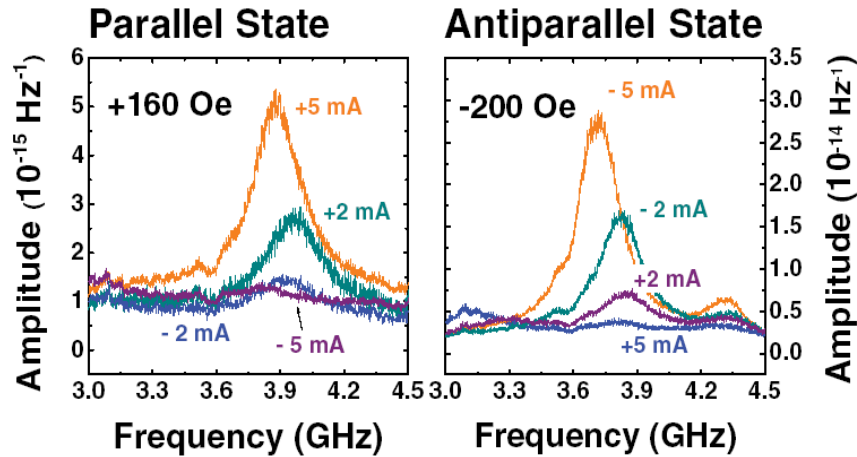 Parallel State
Antiparallel State
Amplitude (10⁻¹⁵ Hz⁻¹)
6
5
4
3
2
1
0
+160 Oe
+5 mA
+2 mA
- 2 mA
- 5 mA
3.0 3.3 3.6 3.9 4.2 4.5
Frequency (GHz)
-200 Oe
- 5 mA
- 2 mA
+2 mA
+5 mA
3.0 3.3 3.6 3.9 4.2 4.5
Frequency (GHz)
3.5
3.0
2.5
2.0
1.5
1.0
0.5
0.0
Amplitude (10⁻¹⁴ Hz⁻¹)